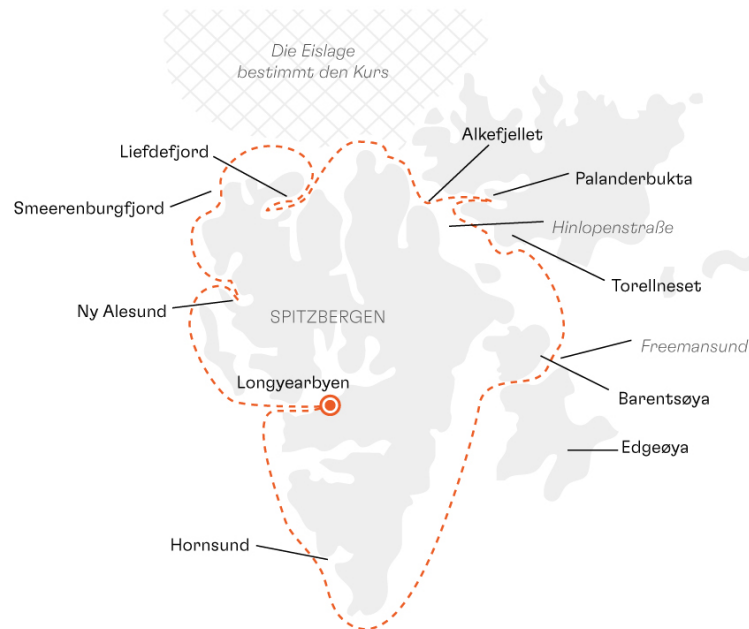 Die Eislage
bestimmt den Kurs
Alkefjellet
Liefdefjord
Palanderbukta
Smeerenburgfjord
Hinlopenstraße
Torellneset
Ny Alesund
SPITZBERGEN
Freemansund
Longyearbyen
Barentsøya
Edgeøya
Hornsund